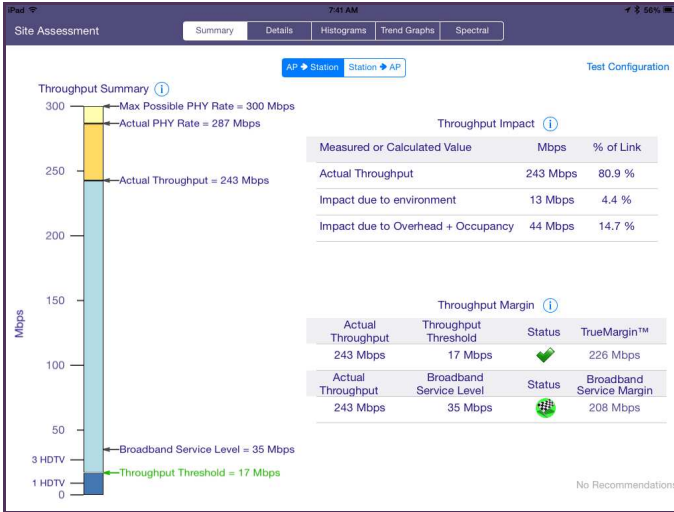 iPad 7:41 AM 56%
Site Assessment Summary Details Histograms Trend Graphs Spectral
AP → Station Station → AP Test Configuration
Throughput Summary i
300
Max Possible PHY Rate = 300 Mbps
Actual PHY Rate = 287 Mbps
250
Actual Throughput = 243 Mbps
200
150
Mbps
100
50
Broadband Service Level = 35 Mbps
3 HDTV
Throughput Threshold = 17 Mbps
1 HDTV
0
Throughput Impact i
Measured or Calculated Value Mbps % of Link
Actual Throughput 243 Mbps 80.9 %
Impact due to environment 13 Mbps 4.4 %
Impact due to Overhead + Occupancy 44 Mbps 14.7 %
Throughput Margin i
Actual Throughput Throughput Threshold Status TrueMargin™
243 Mbps 17 Mbps 226 Mbps
Actual Throughput Broadband Service Level Status Broadband Service Margin
243 Mbps 35 Mbps 208 Mbps
No Recommendations